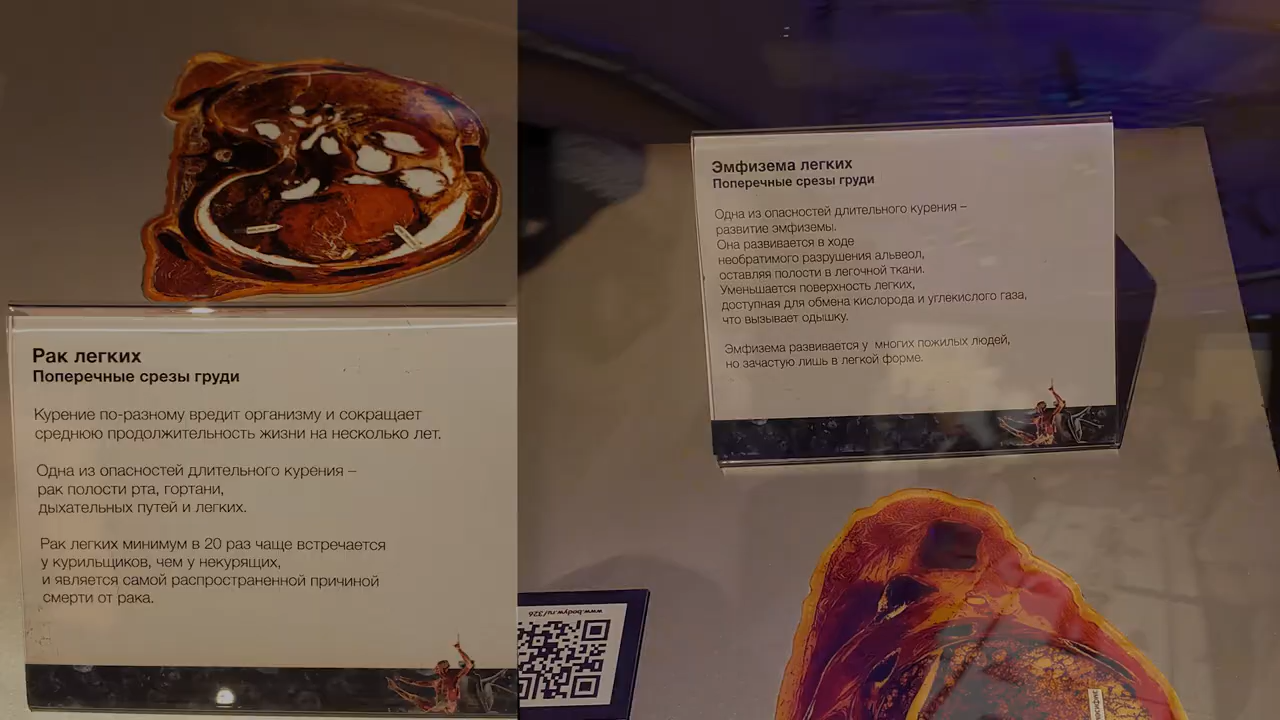 Рак легких
Поперечные срезы груди
Курение по-разному вредит организму и сокращает
среднюю продолжительность жизни на несколько лет.
Одна из опасностей длительного курения –
рак полости рта, гортани,
дыхательных путей и легких.
Рак легких минимум в 20 раз чаще встречается
у курильщиков, чем у некурящих,
и является самой распространенной причиной
смерти от рака.
Эмфизема легких
Поперечные срезы груди
Одна из опасностей длительного курения –
развитие эмфиземы.
Она развивается в ходе
необратимого разрушения альвеол,
оставляя полости в легочной ткани.
Уменьшается поверхность легких,
доступная для обмена кислорода и углекислого газа,
что вызывает одышку.
Эмфизема развивается у многих пожилых людей,
но зачастую лишь в легкой форме.
www.bodyw.ru/326